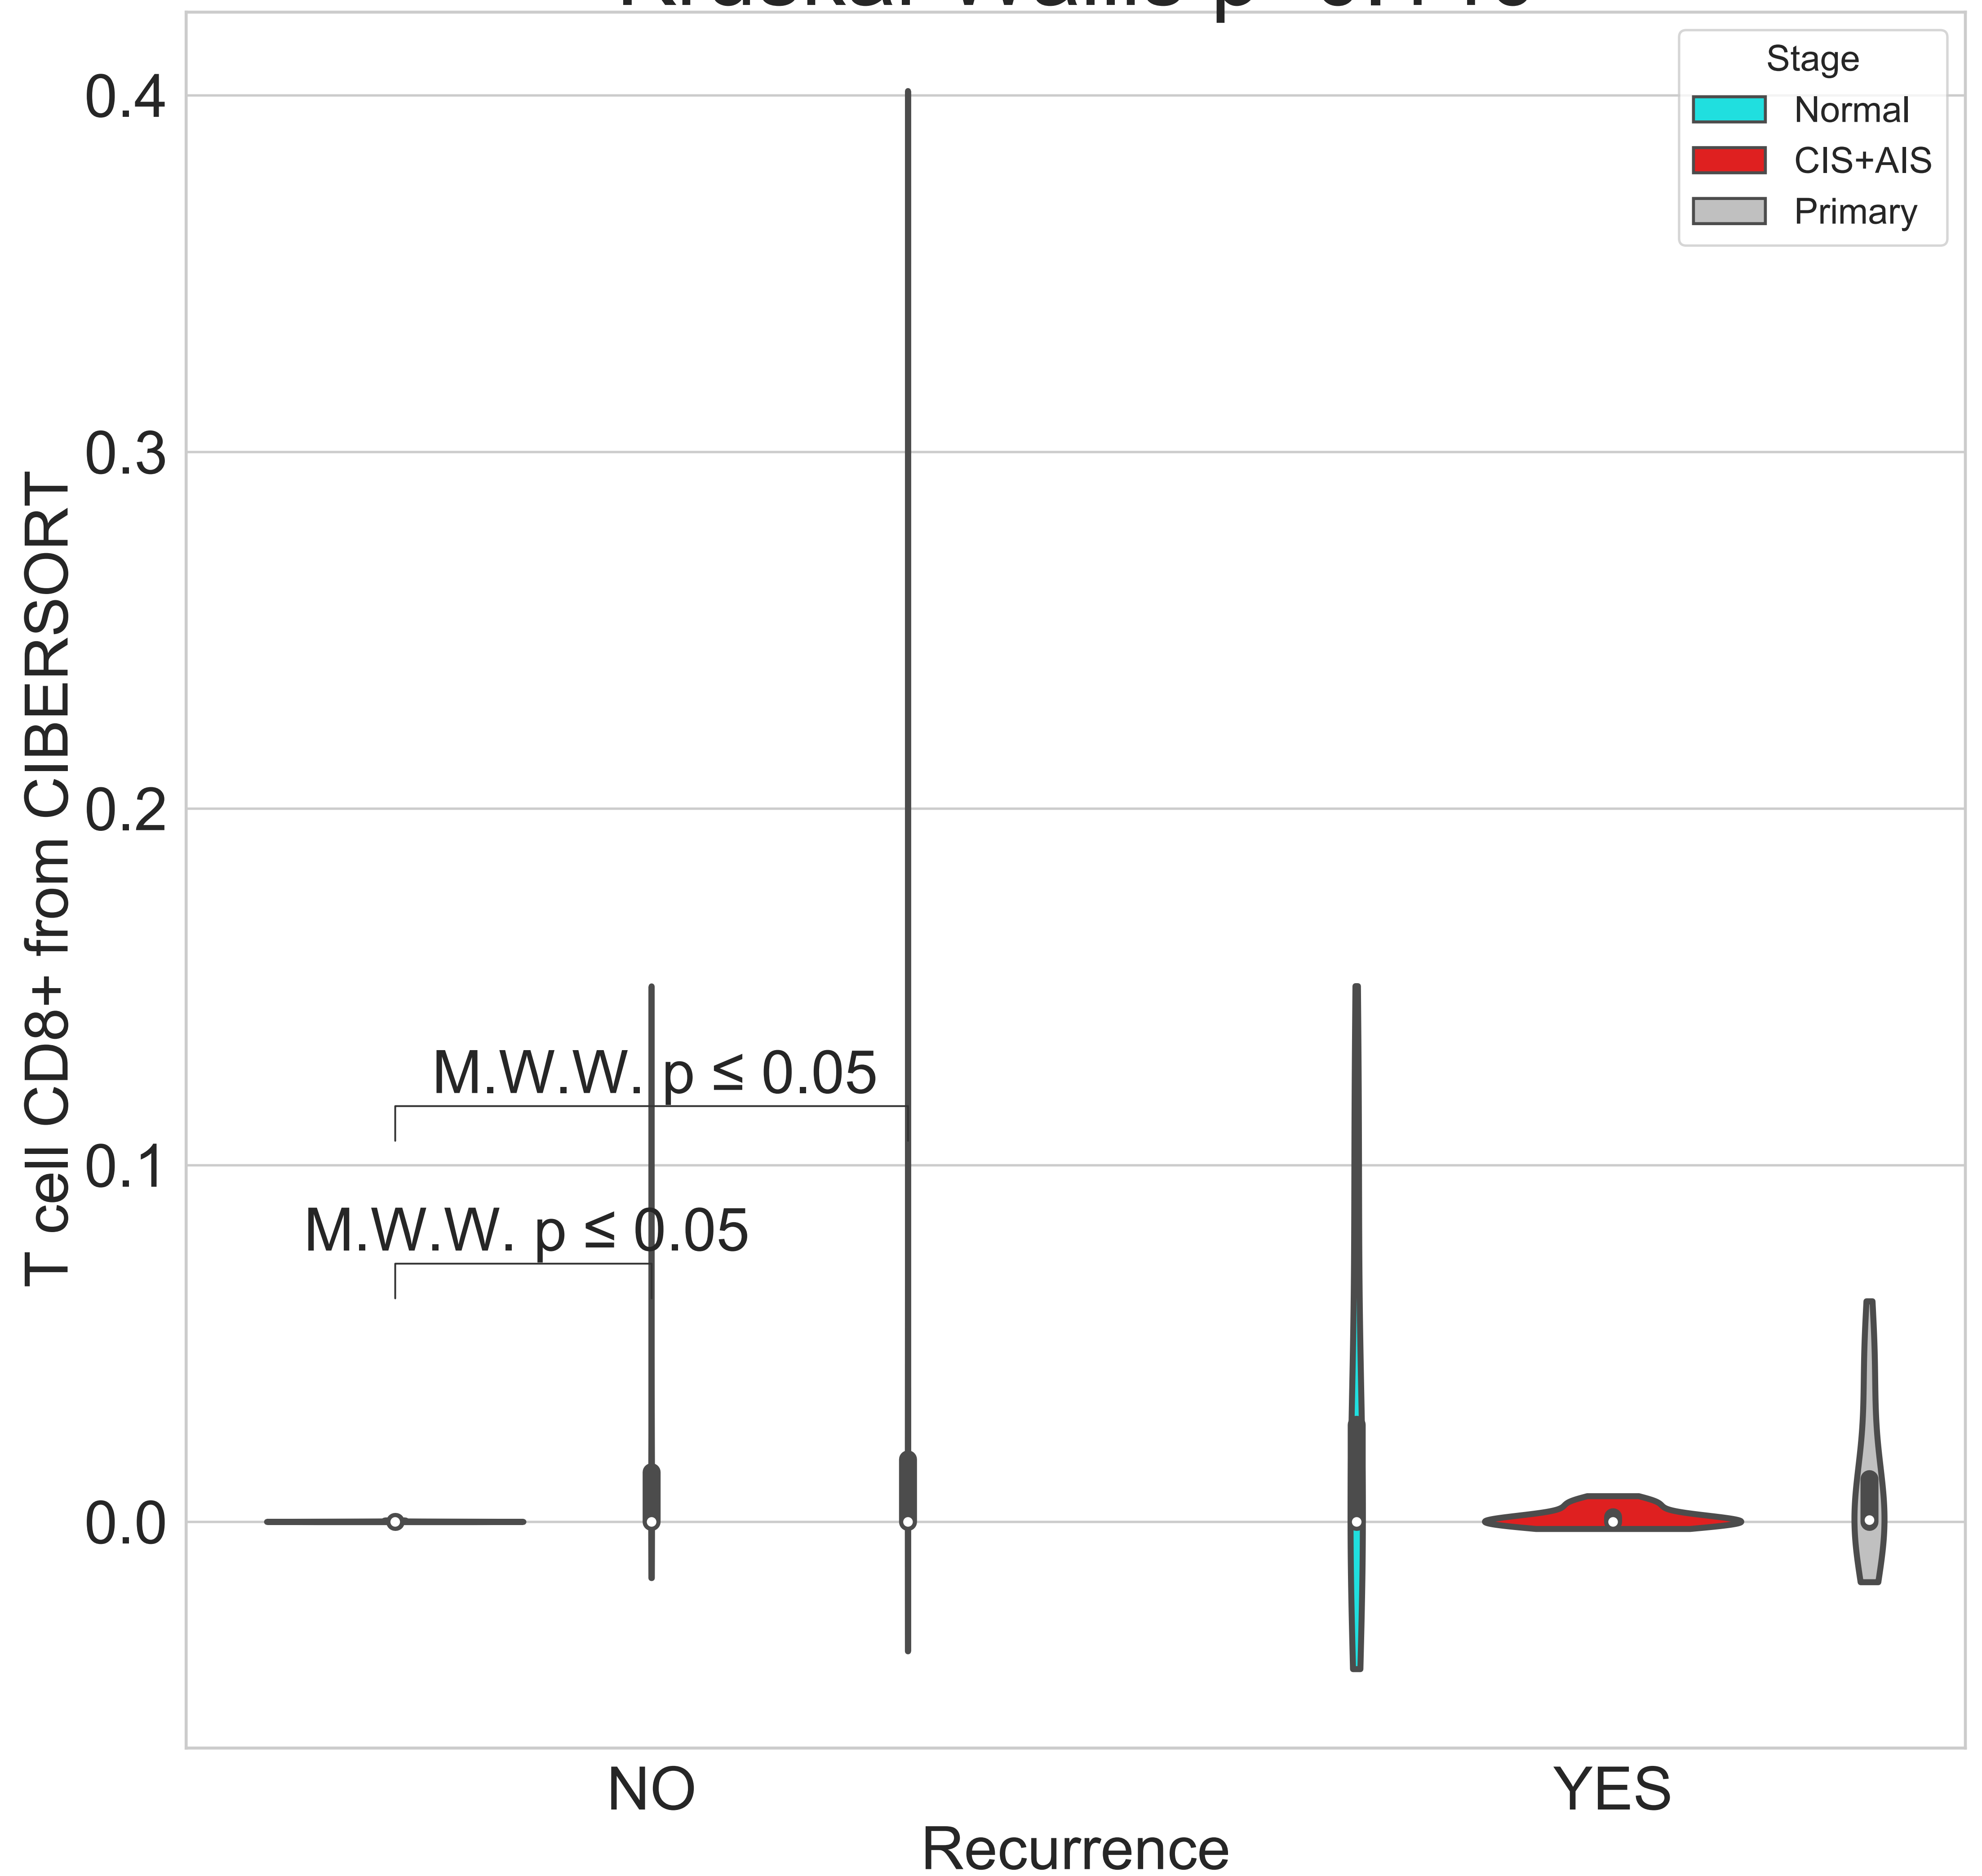 Stage
Normal
CIS+AIS
Primary
0.4
0.3
0.2
0.1
0.0
T cell CD8+ from CIBERSORT
M.W.W. p ≤ 0.05
M.W.W. p ≤ 0.05
NO
YES
Recurrence